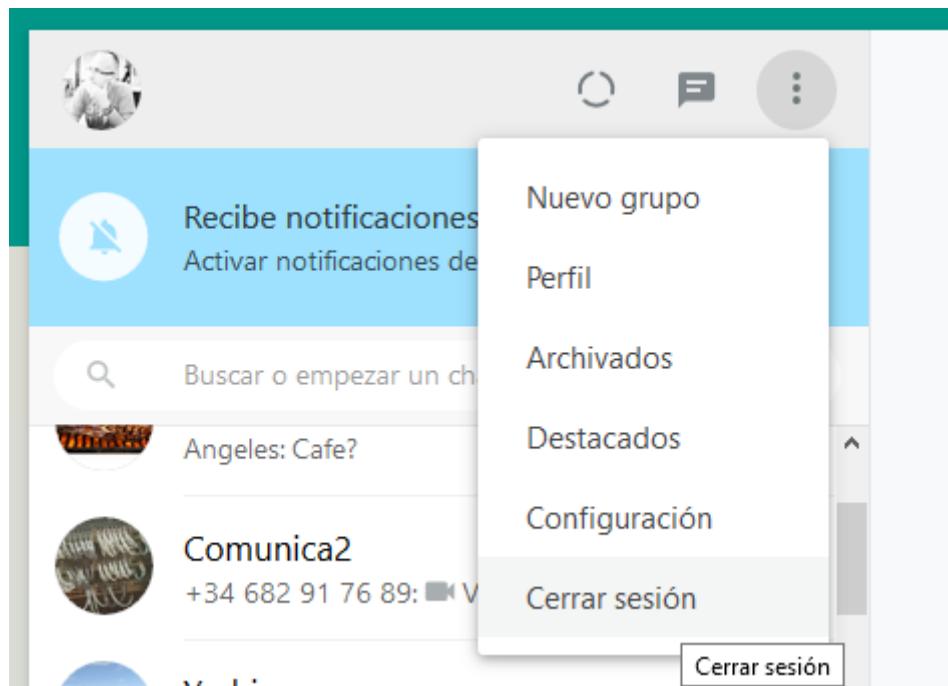 Nuevo grupo
Perfil
Archivados
Destacados
Configuración
Cerrar sesión
Cerrar sesión
Recibe notificaciones
Activar notificaciones de
Buscar o empezar un ch
Angeles: Cafe?
Comunica2
+34 682 91 76 89: V